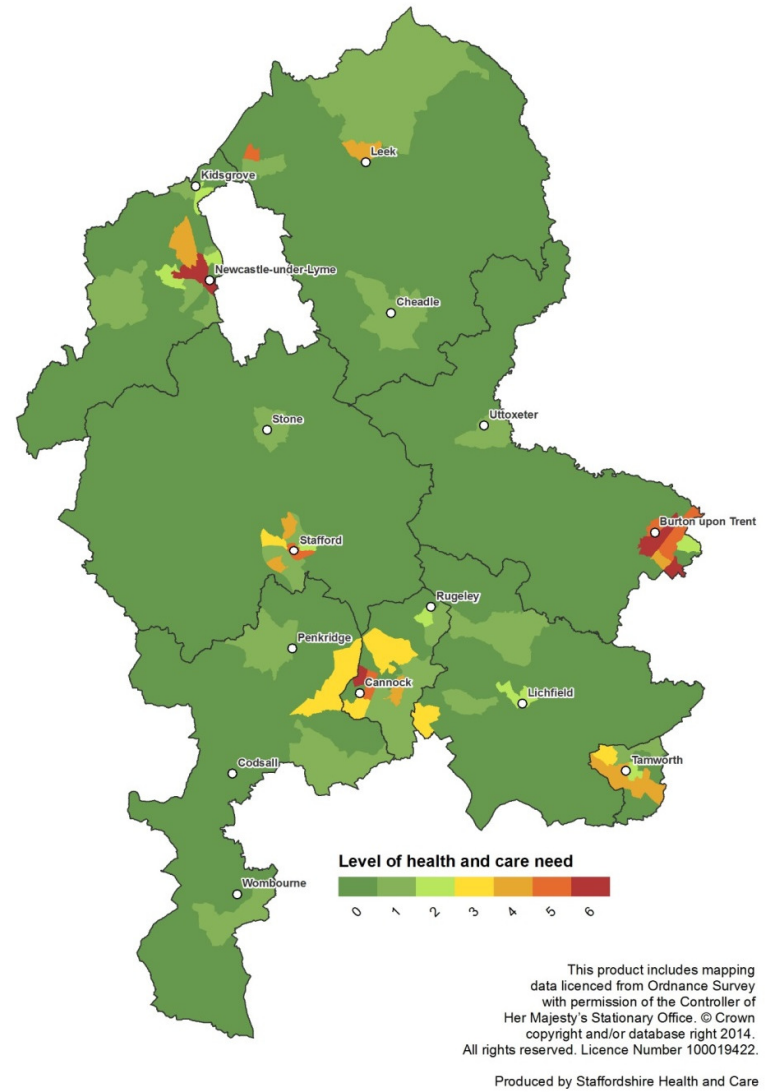 Leek
Kidsgrove
Newcastle-under-Lyme
Cheadle
Stone
Uttoxeter
Burton upon Trent
Stafford
Rugeley
Penkridge
Cannock
Lichfield
Codsall
Tamworth
Level of health and care need
0 1 2 3 4 5 6
Wombourne
This product includes mapping
data licenced from Ordnance Survey
with permission of the Controller of
Her Majesty's Stationary Office. © Crown
copyright and/or database right 2014.
All rights reserved. Licence Number 100019422.
Produced by Staffordshire Health and Care